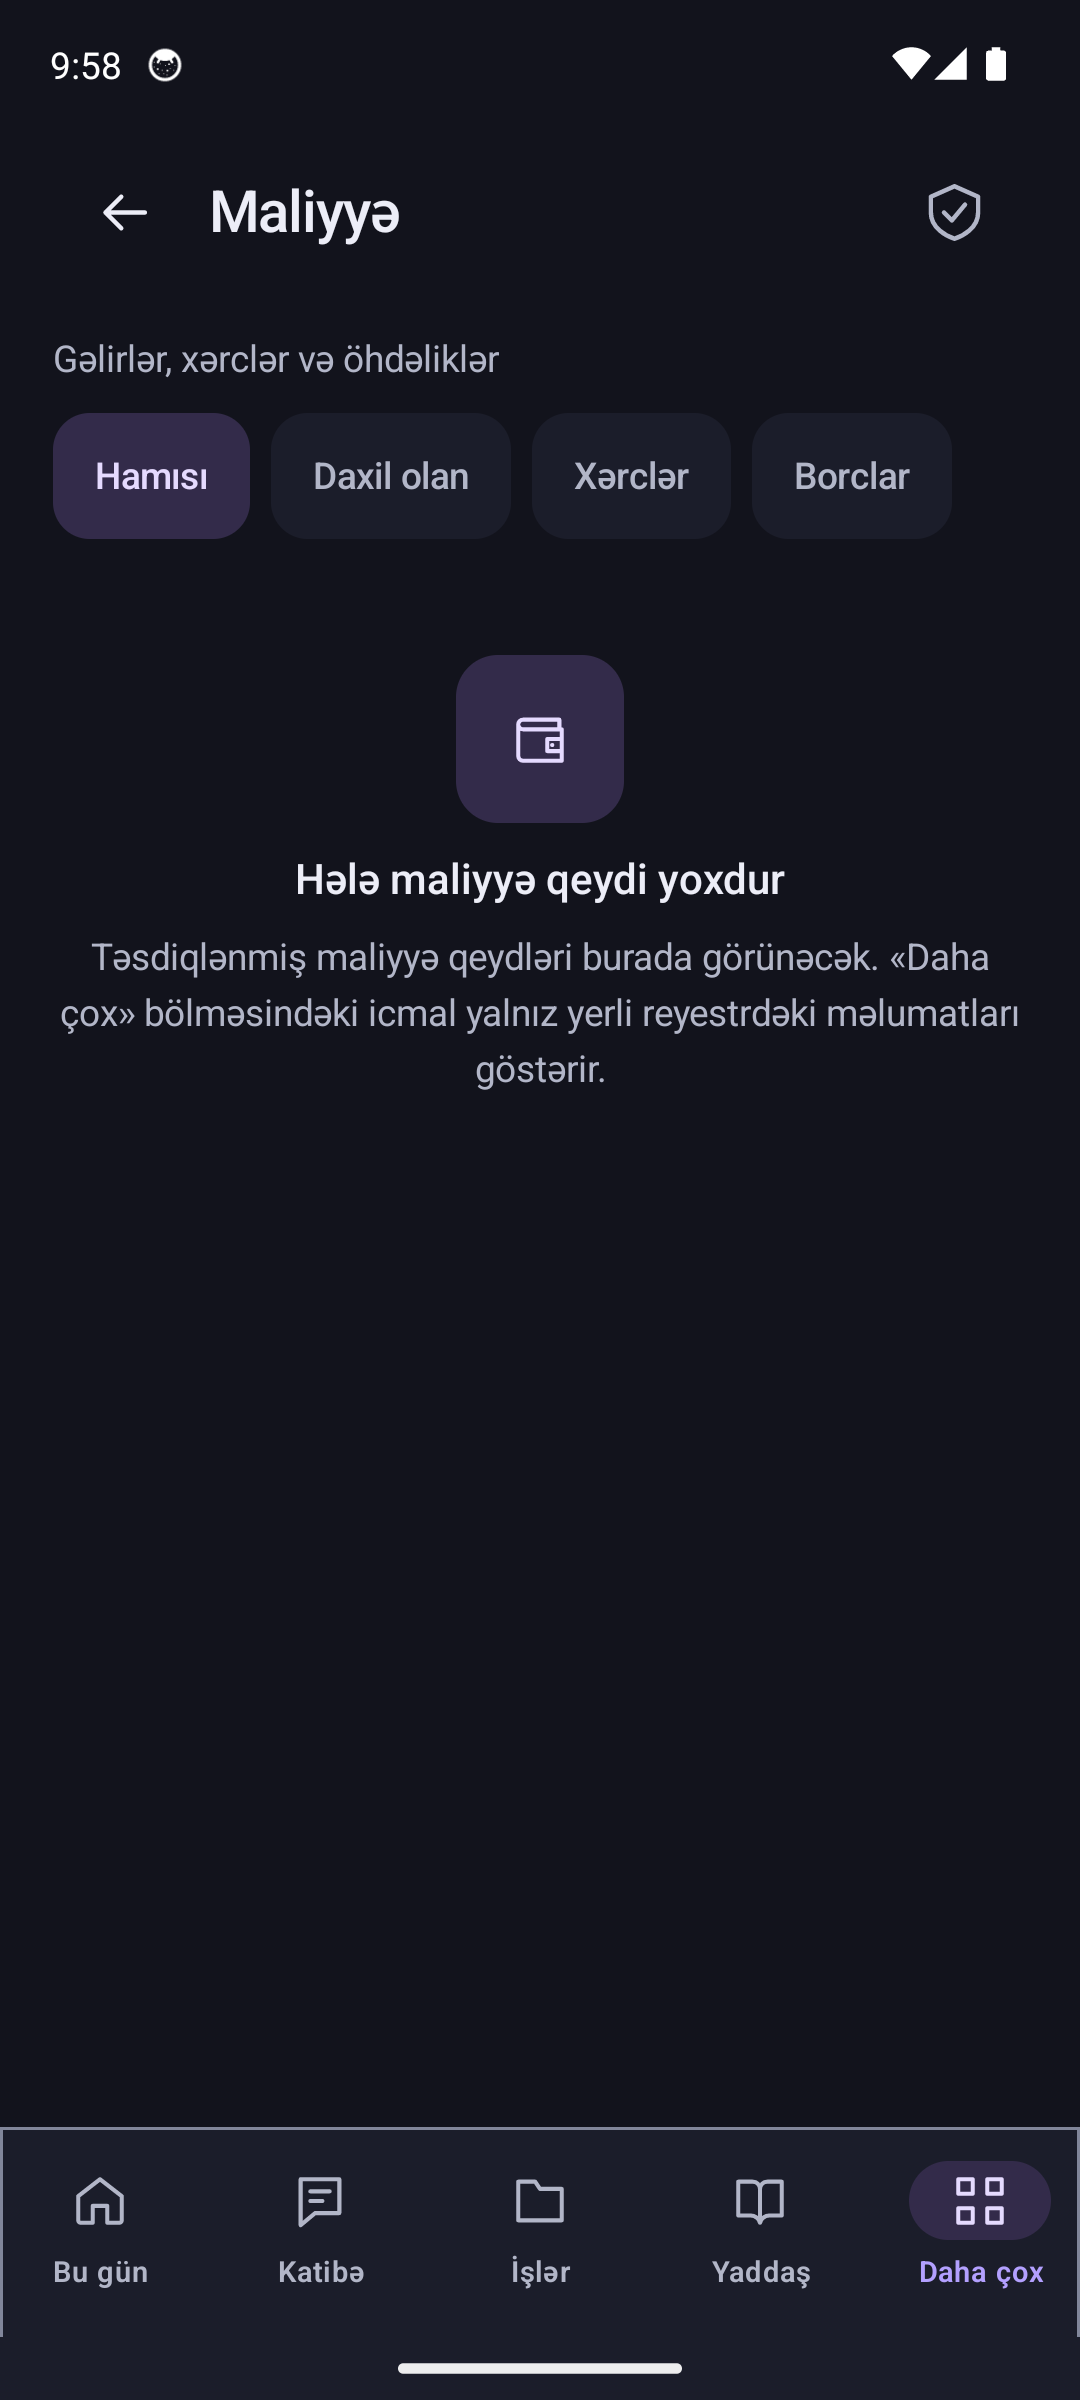 9:58
Maliyyə
Gəlirlər, xərclər və öhdəliklər
Hamısı
Daxil olan
Xərclər
Borclar
Hələ maliyyə qeydi yoxdur
Təsdiqlənmiş maliyyə qeydləri burada görünəcək. «Daha
çox» bölməsindəki icmal yalnız yerli reyestrdəki məlumatları
göstərir.
Bu gün
Katibə
İşlər
Yaddaş
Daha çox